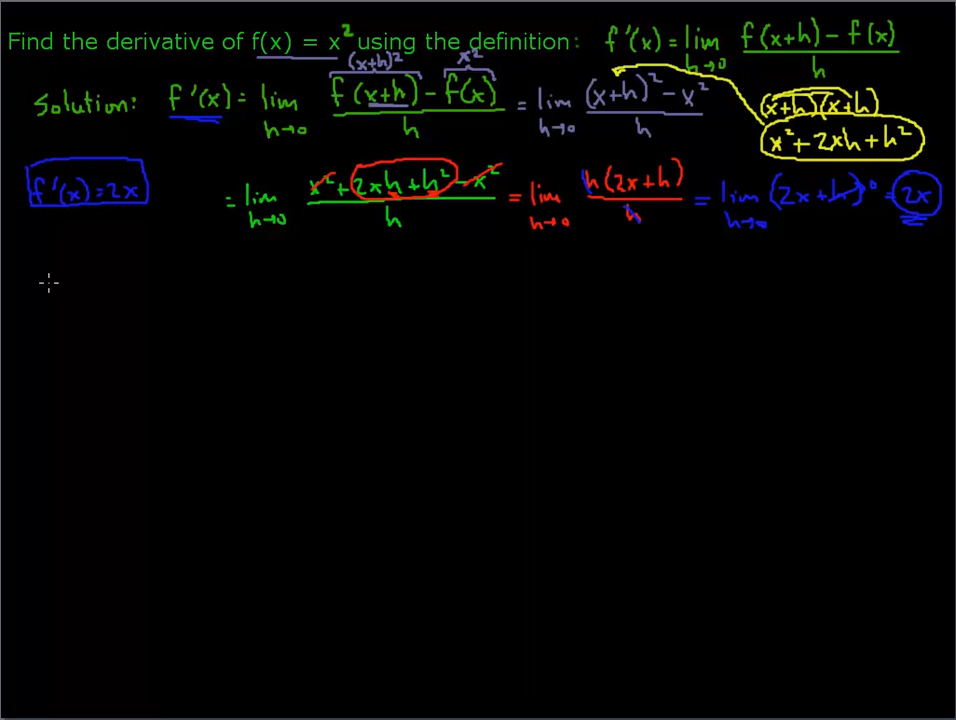 Find the derivative of f(x) = x² using the definition: f'(x) = lim h→0 f(x+h) - f(x) / h
(x+h)² x²
Solution: f'(x) = lim h→0 f(x+h) - f(x) / h = lim h→0 (x+h)² - x² / h
(x+h)(x+h)
x² + 2xh + h²
f'(x) = 2x
= lim h→0 x² + 2xh + h² - x² / h = lim h→0 h(2x+h) / h = lim h→0 (2x+h) 0 = 2x